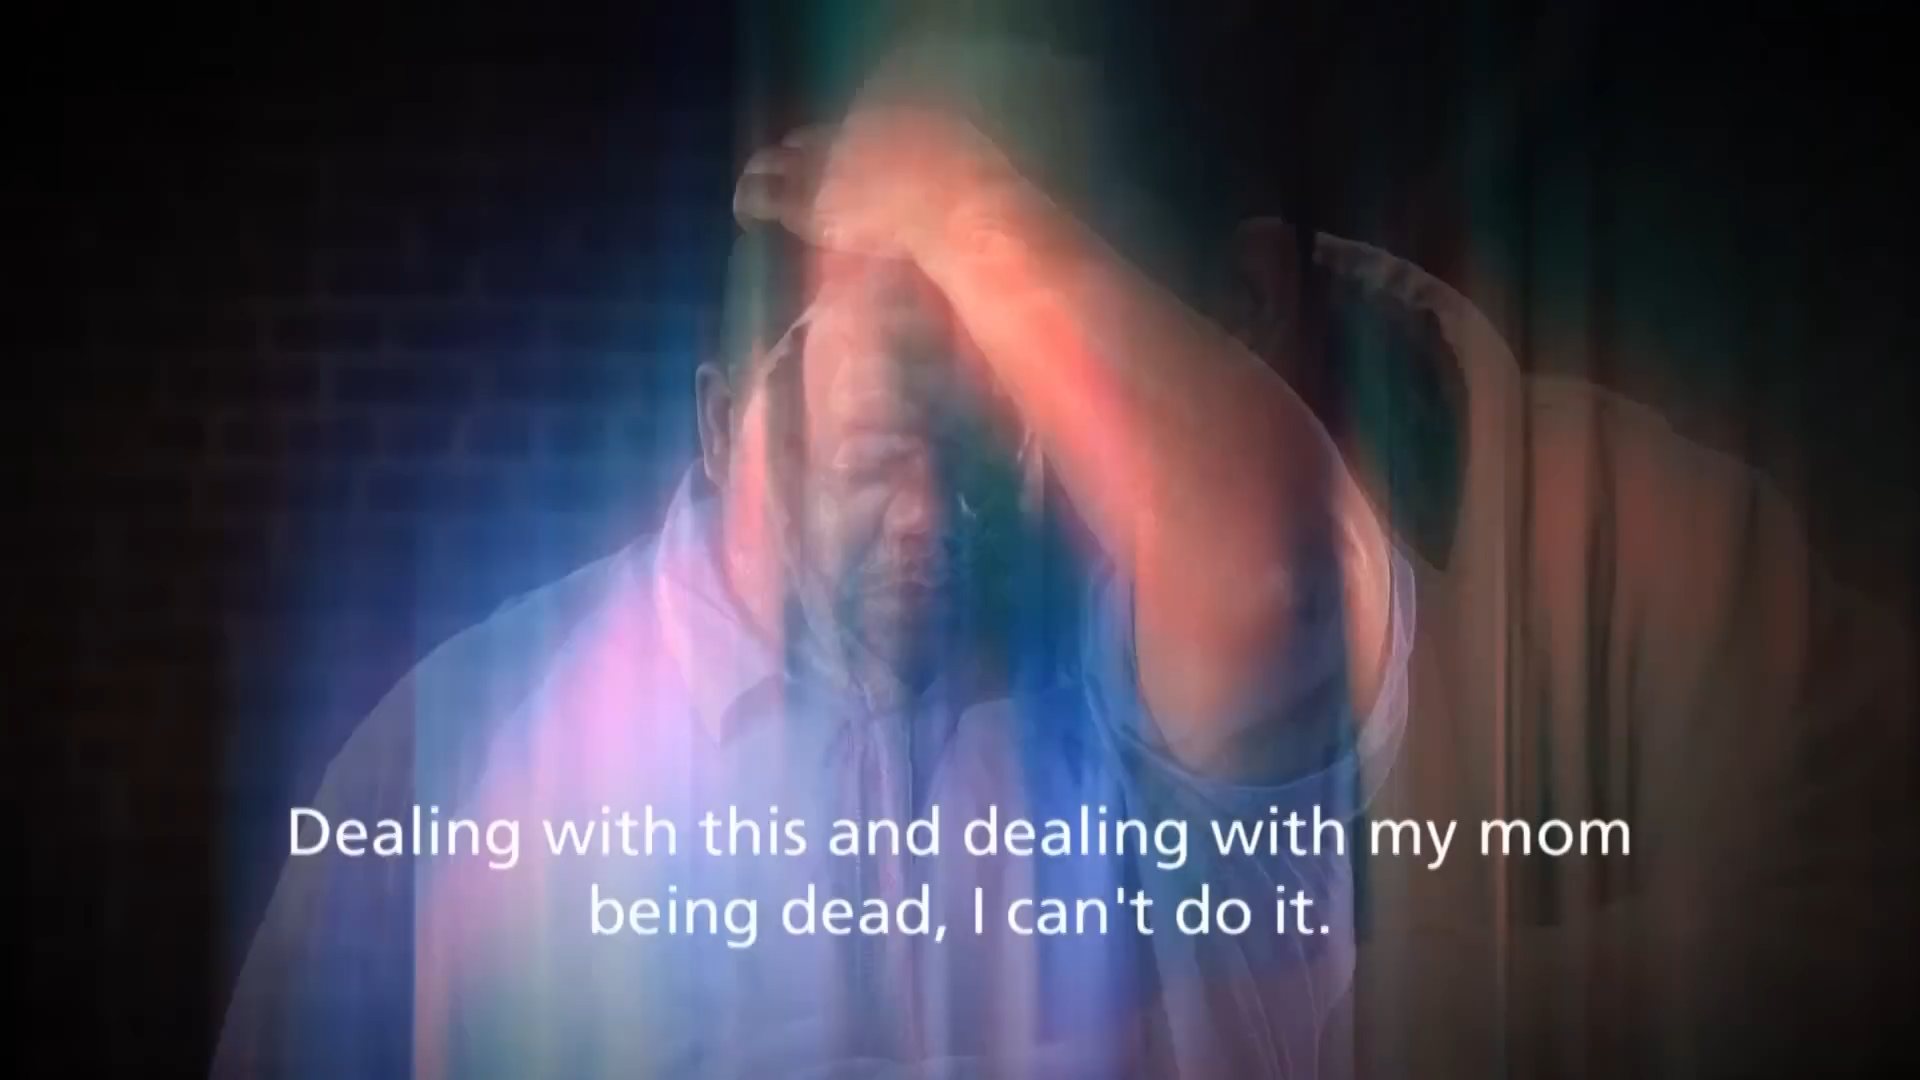 Dealing with this and dealing with my mom
being dead, I can't do it.